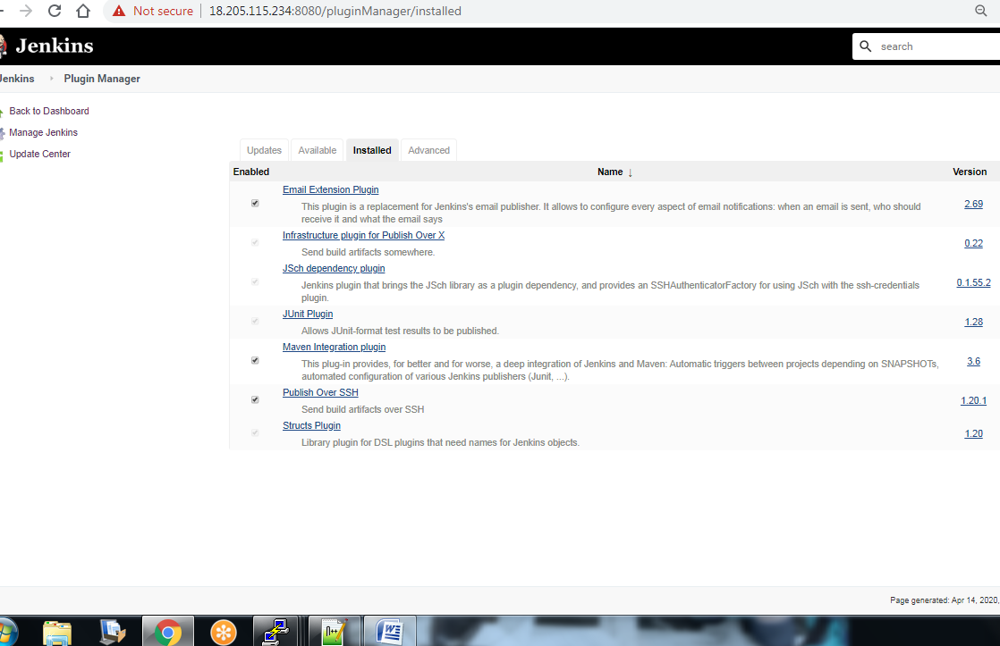 Not secure | 18.205.115.234:8080/pluginManager/installed
Jenkins
search
Jenkins
Plugin Manager
Back to Dashboard
Manage Jenkins
Update Center
Updates Available Installed Advanced
Enabled Name ↓ Version
Email Extension Plugin
This plugin is a replacement for Jenkins's email publisher. It allows to configure every aspect of email notifications: when an email is sent, who should
receive it and what the email says
2.69
Infrastructure plugin for Publish Over X
Send build artifacts somewhere.
0.22
JSch dependency plugin
Jenkins plugin that brings the JSch library as a plugin dependency, and provides an SSHAuthenticatorFactory for using JSch with the ssh-credentials
plugin.
0.1.55.2
JUnit Plugin
Allows JUnit-format test results to be published.
1.28
Maven Integration plugin
This plug-in provides, for better and for worse, a deep integration of Jenkins and Maven: Automatic triggers between projects depending on SNAPSHOTs,
automated configuration of various Jenkins publishers (Junit, ...).
3.6
Publish Over SSH
Send build artifacts over SSH
1.20.1
Structs Plugin
Library plugin for DSL plugins that need names for Jenkins objects.
1.20
Page generated: Apr 14, 2020,